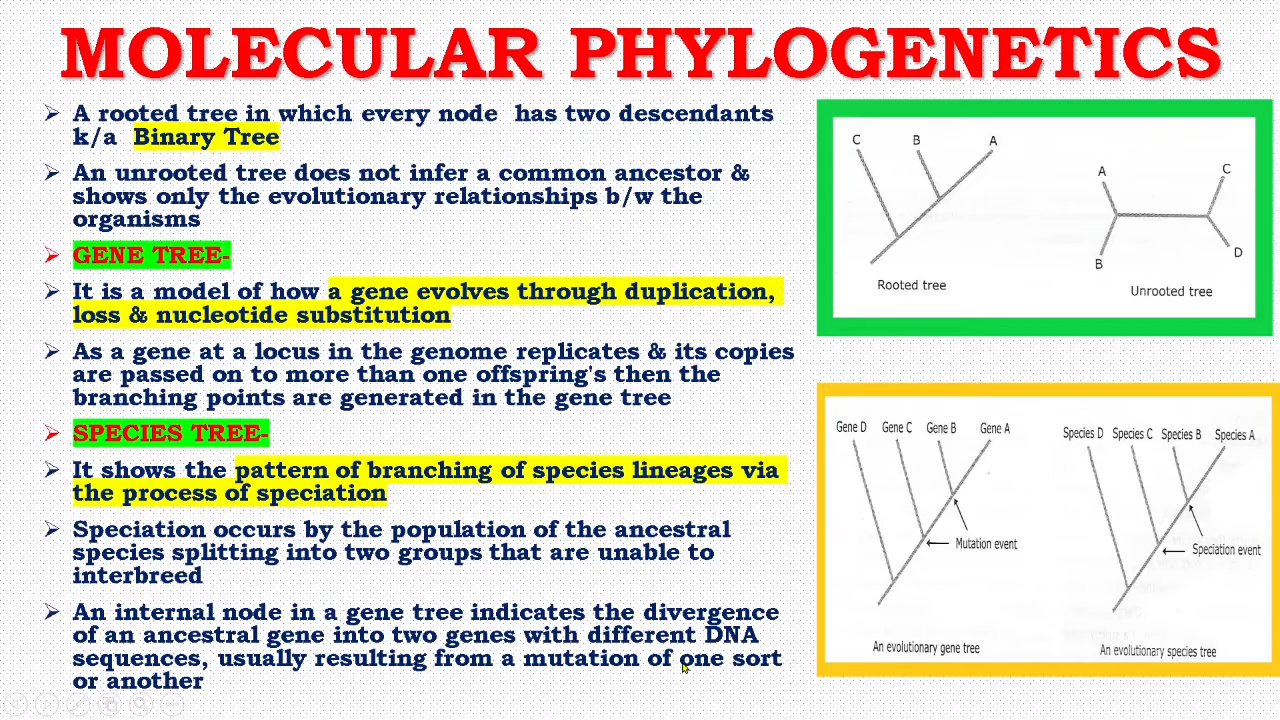 MOLECULAR PHYLOGENETICS
A rooted tree in which every node has two descendants
k/a Binary Tree
An unrooted tree does not infer a common ancestor &
shows only the evolutionary relationships b/w the
organisms
GENE TREE-
It is a model of how a gene evolves through duplication,
loss & nucleotide substitution
As a gene at a locus in the genome replicates & its copies
are passed on to more than one offspring's then the
branching points are generated in the gene tree
SPECIES TREE-
It shows the pattern of branching of species lineages via
the process of speciation
Speciation occurs by the population of the ancestral
species splitting into two groups that are unable to
interbreed
An internal node in a gene tree indicates the divergence
of an ancestral gene into two genes with different DNA
sequences, usually resulting from a mutation of one sort
or another
C B A
Rooted tree
A C
B D
Unrooted tree
Gene D Gene C Gene B Gene A
Mutation event
An evolutionary gene tree
Species D Species C Species B Species A
Speciation event
An evolutionary species tree